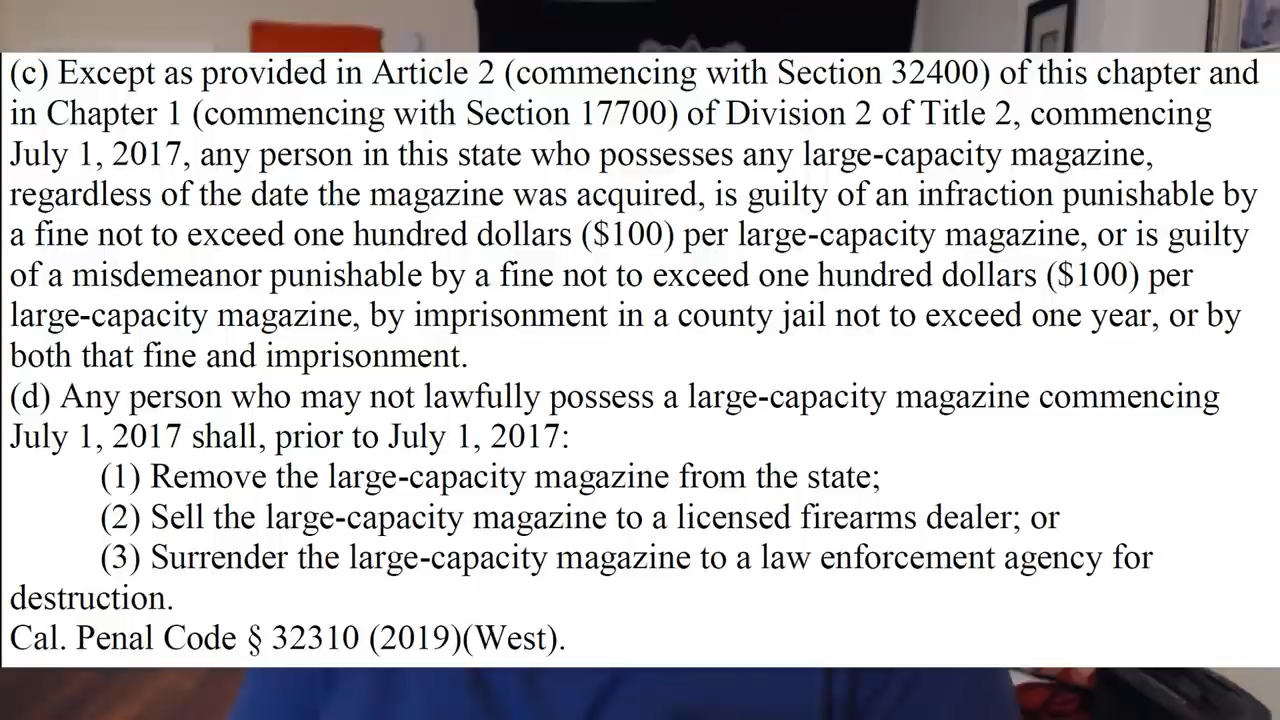 (c) Except as provided in Article 2 (commencing with Section 32400) of this chapter and
in Chapter 1 (commencing with Section 17700) of Division 2 of Title 2, commencing
July 1, 2017, any person in this state who possesses any large-capacity magazine,
regardless of the date the magazine was acquired, is guilty of an infraction punishable by
a fine not to exceed one hundred dollars ($100) per large-capacity magazine, or is guilty
of a misdemeanor punishable by a fine not to exceed one hundred dollars ($100) per
large-capacity magazine, by imprisonment in a county jail not to exceed one year, or by
both that fine and imprisonment.
(d) Any person who may not lawfully possess a large-capacity magazine commencing
July 1, 2017 shall, prior to July 1, 2017:
(1) Remove the large-capacity magazine from the state;
(2) Sell the large-capacity magazine to a licensed firearms dealer; or
(3) Surrender the large-capacity magazine to a law enforcement agency for
destruction.
Cal. Penal Code § 32310 (2019)(West).